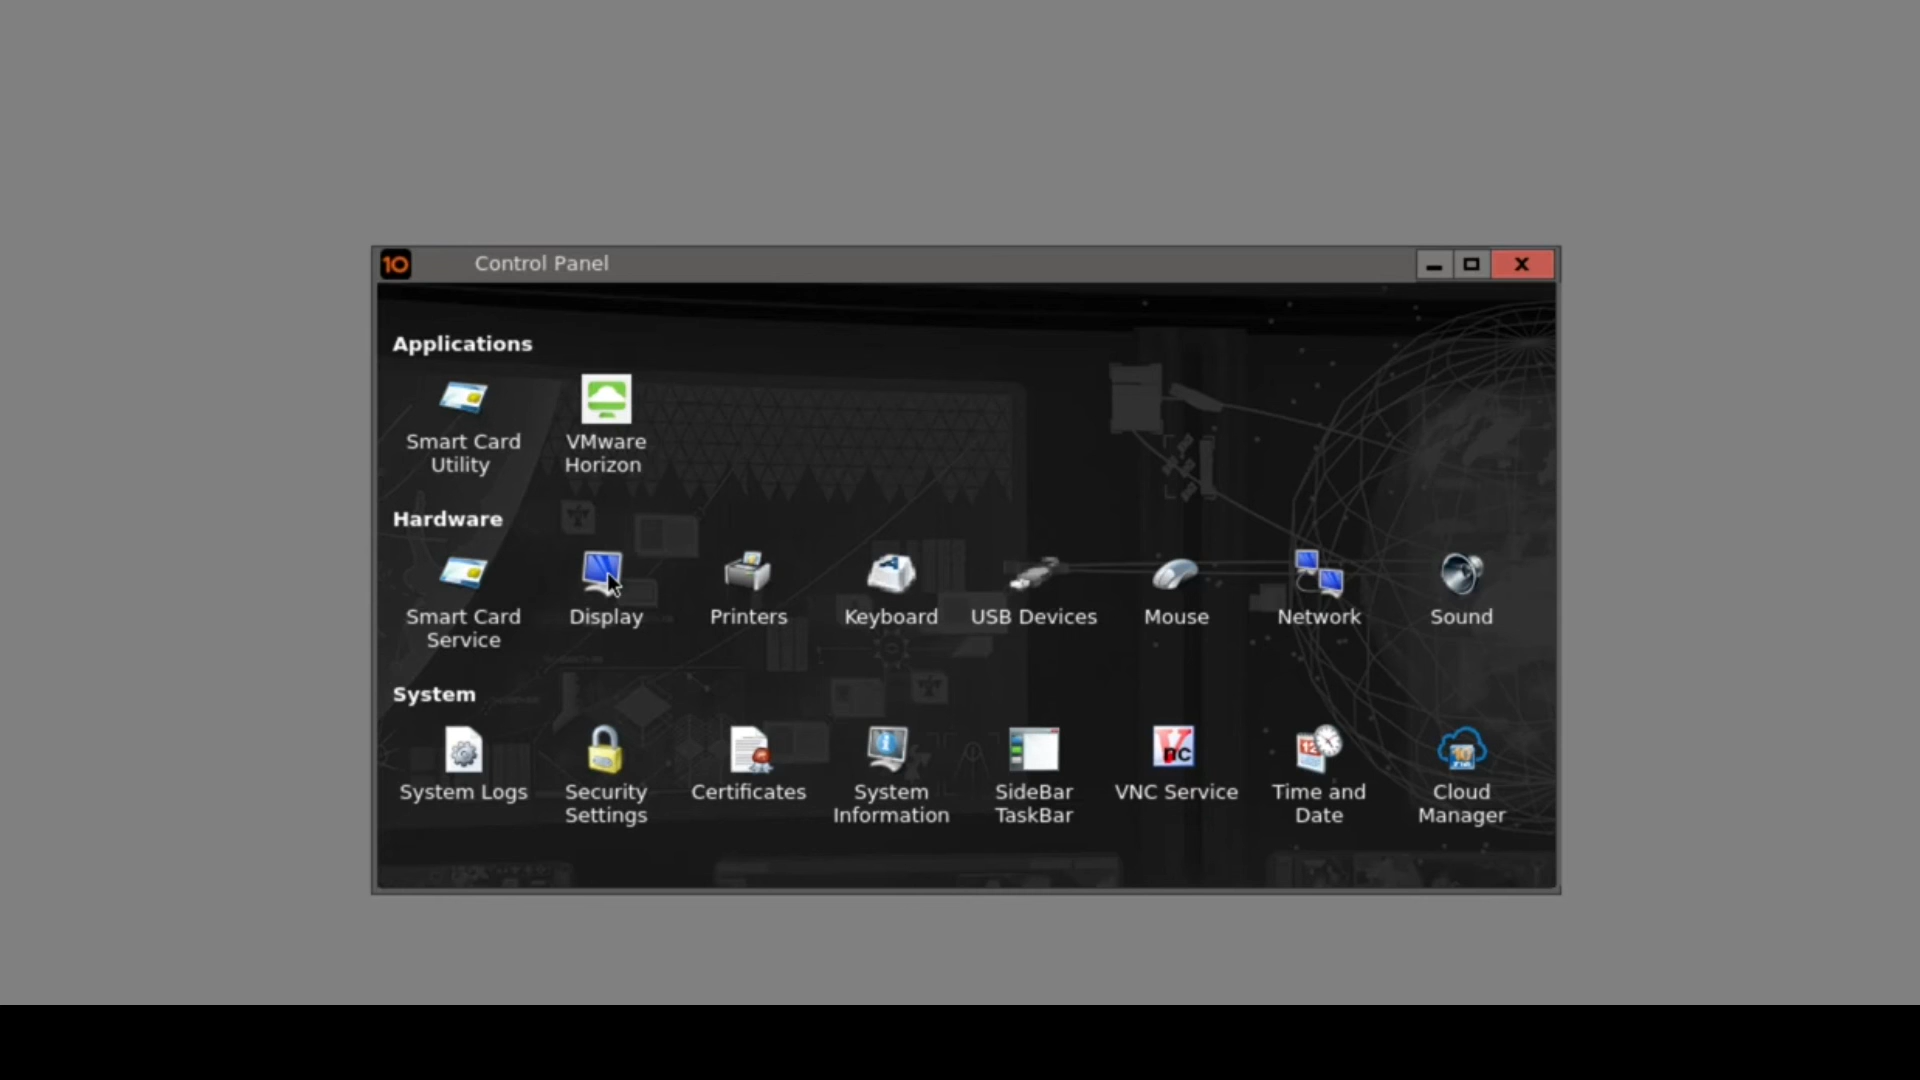 10 Control Panel X
Applications
Smart Card Utility
VMware Horizon
Hardware
Smart Card Service
Display
Printers
Keyboard
USB Devices
Mouse
Network
Sound
System
System Logs
Security Settings
Certificates
System Information
SideBar TaskBar
VNC Service
Time and Date
Cloud Manager